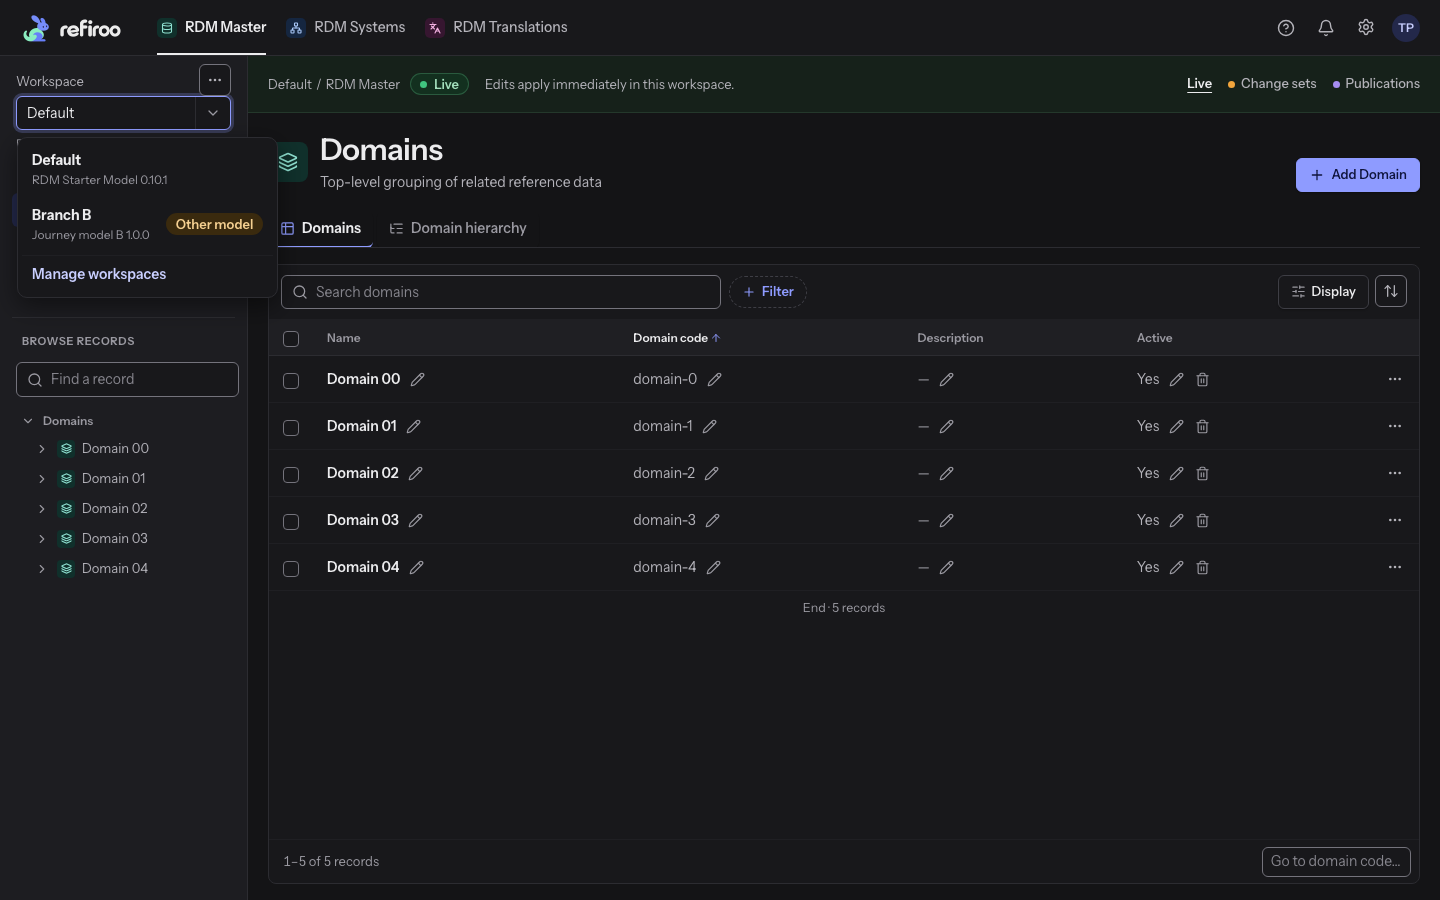 refiroo
RDM Master
RDM Systems
RDM Translations
TP
Workspace
Default
Default / RDM Master
Live
Edits apply immediately in this workspace.
Live
Change sets
Publications
Default
RDM Starter Model 0.10.1
Branch B
Journey model B 1.0.0
Other model
Manage workspaces
Domains
Top-level grouping of related reference data
Add Domain
Domains
Domain hierarchy
Search domains
Filter
Display
BROWSE RECORDS
Find a record
Domains
Domain 00
Domain 01
Domain 02
Domain 03
Domain 04
Name Domain code Description Active
Domain 00 domain-0 — Yes
Domain 01 domain-1 — Yes
Domain 02 domain-2 — Yes
Domain 03 domain-3 — Yes
Domain 04 domain-4 — Yes
End · 5 records
1–5 of 5 records
Go to domain code...